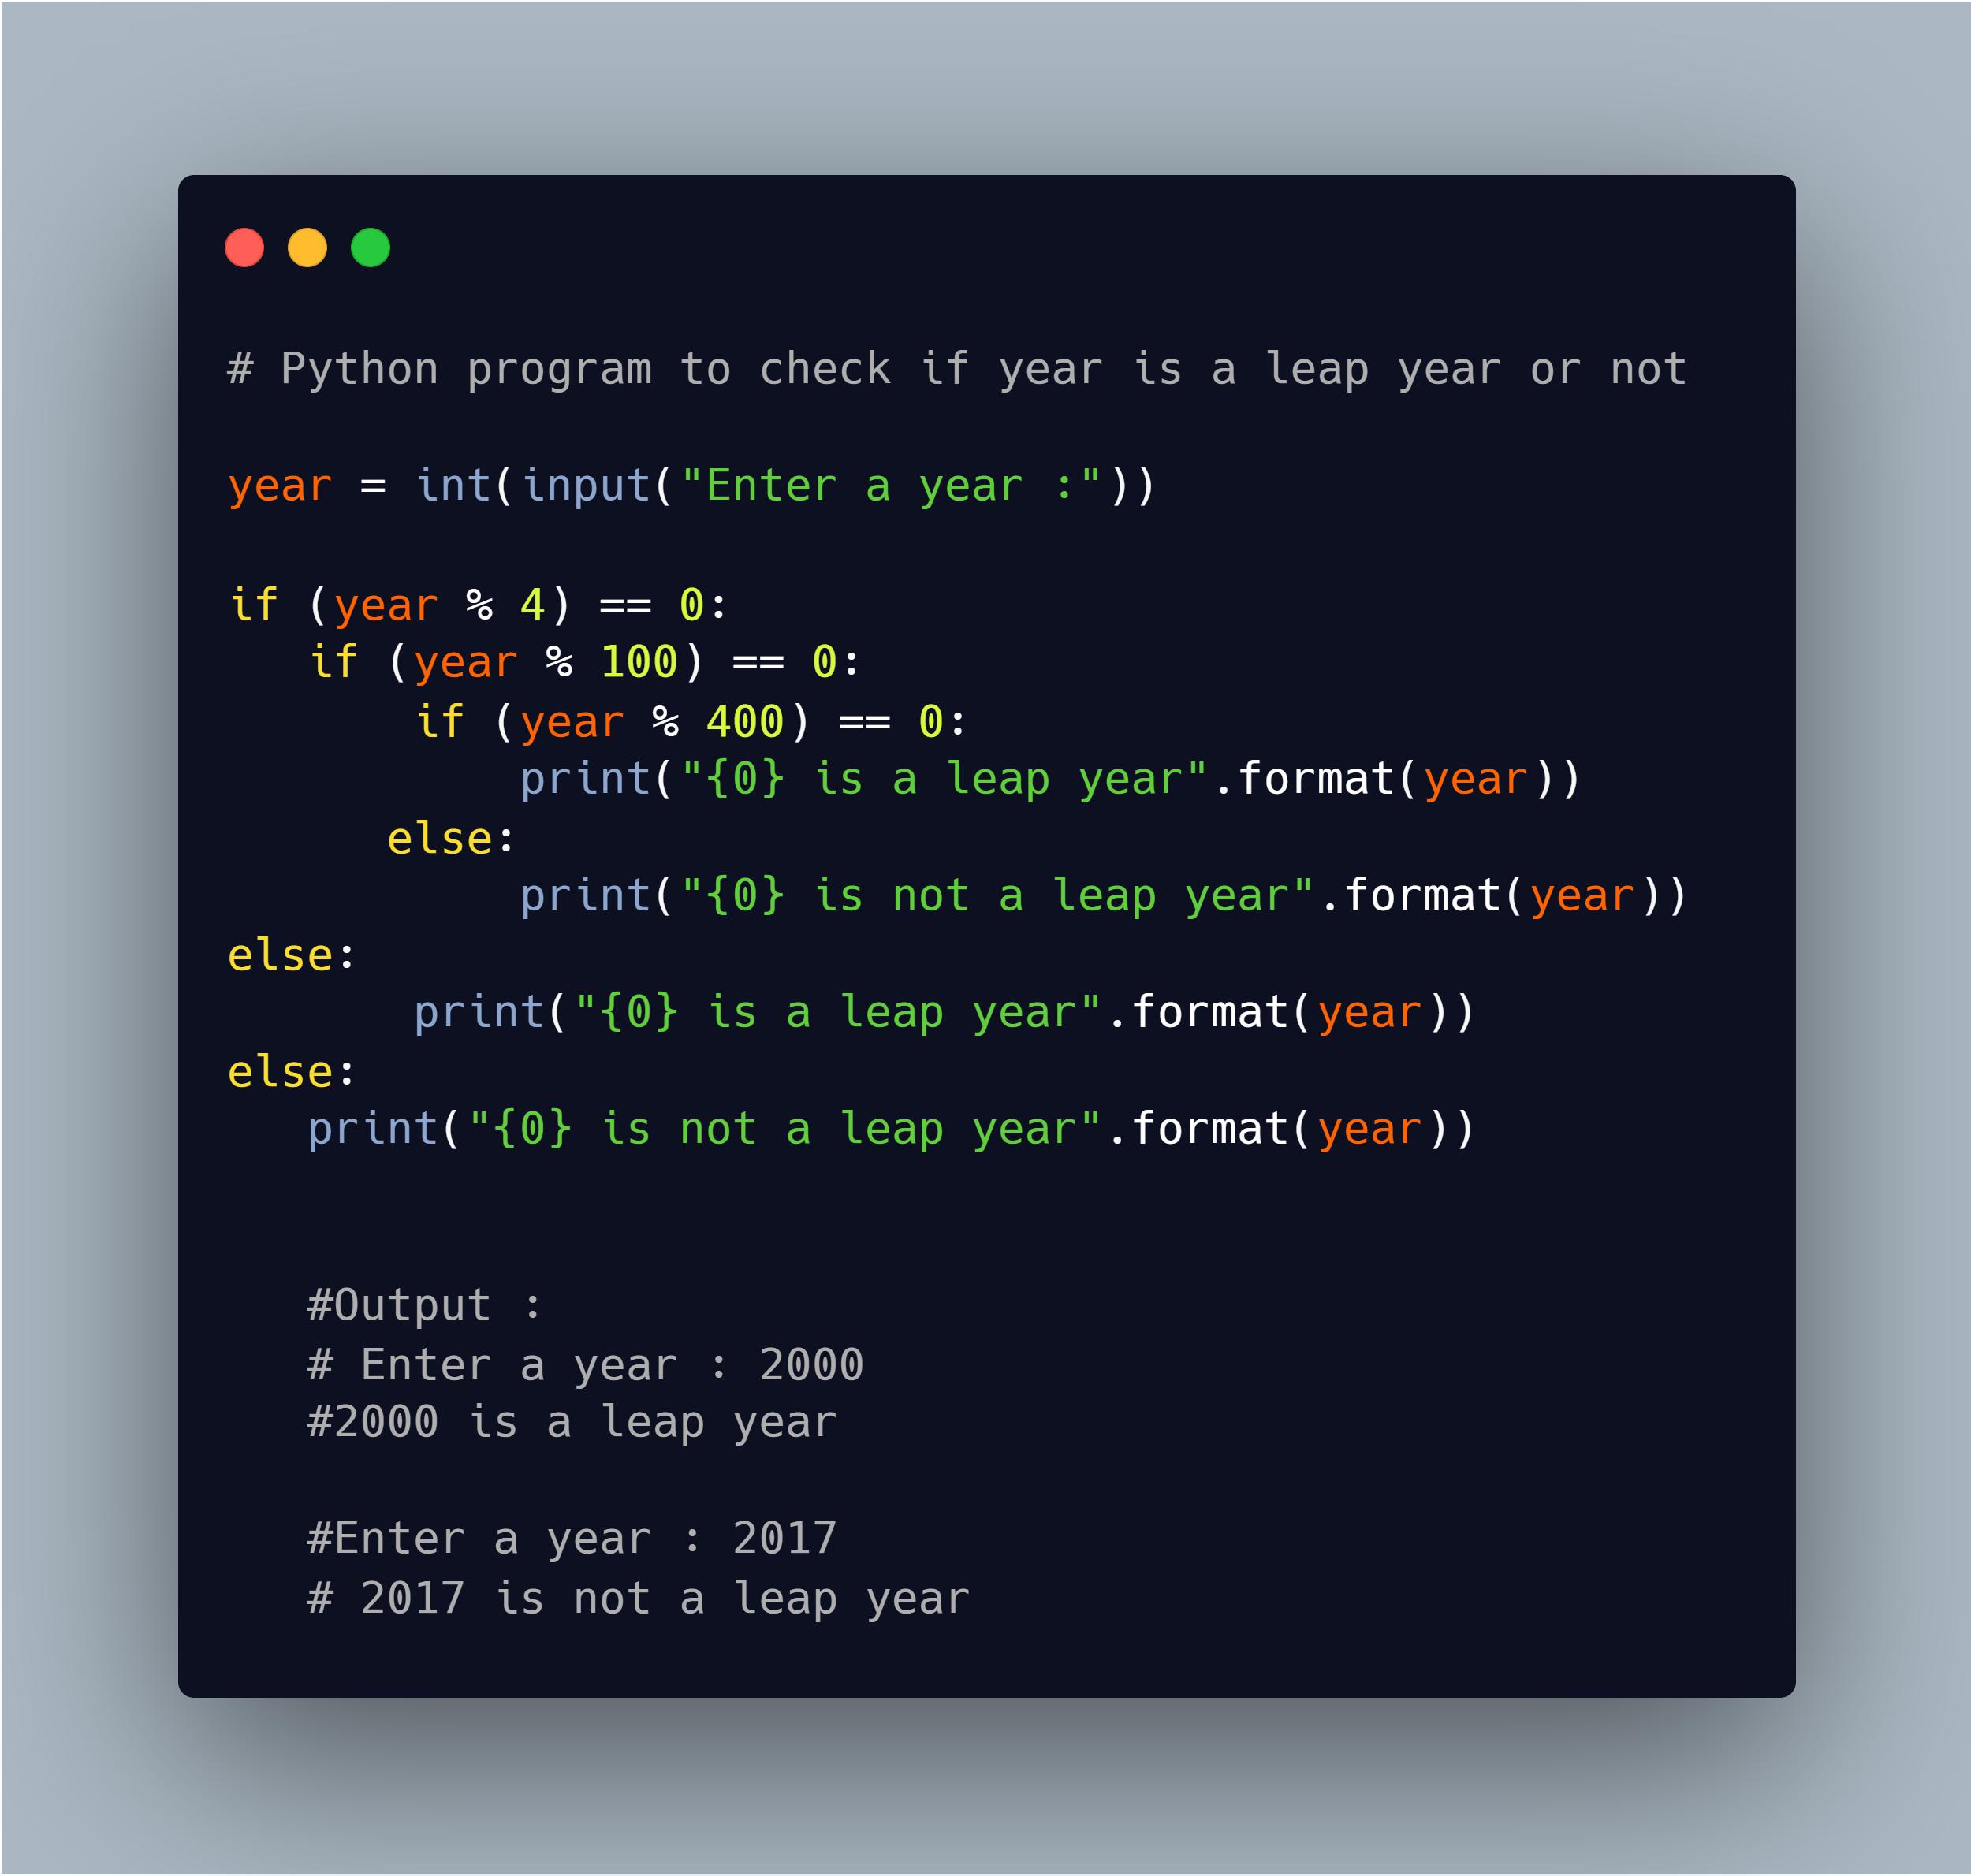 # Python program to check if year is a leap year or not

year = int(input("Enter a year :"))

if (year % 4) == 0:
   if (year % 100) == 0:
       if (year % 400) == 0:
           print("{0} is a leap year".format(year))
      else:
           print("{0} is not a leap year".format(year))
else:
       print("{0} is a leap year".format(year))
else:
   print("{0} is not a leap year".format(year))


   #Output :
   # Enter a year : 2000
   #2000 is a leap year

   #Enter a year : 2017
   # 2017 is not a leap year